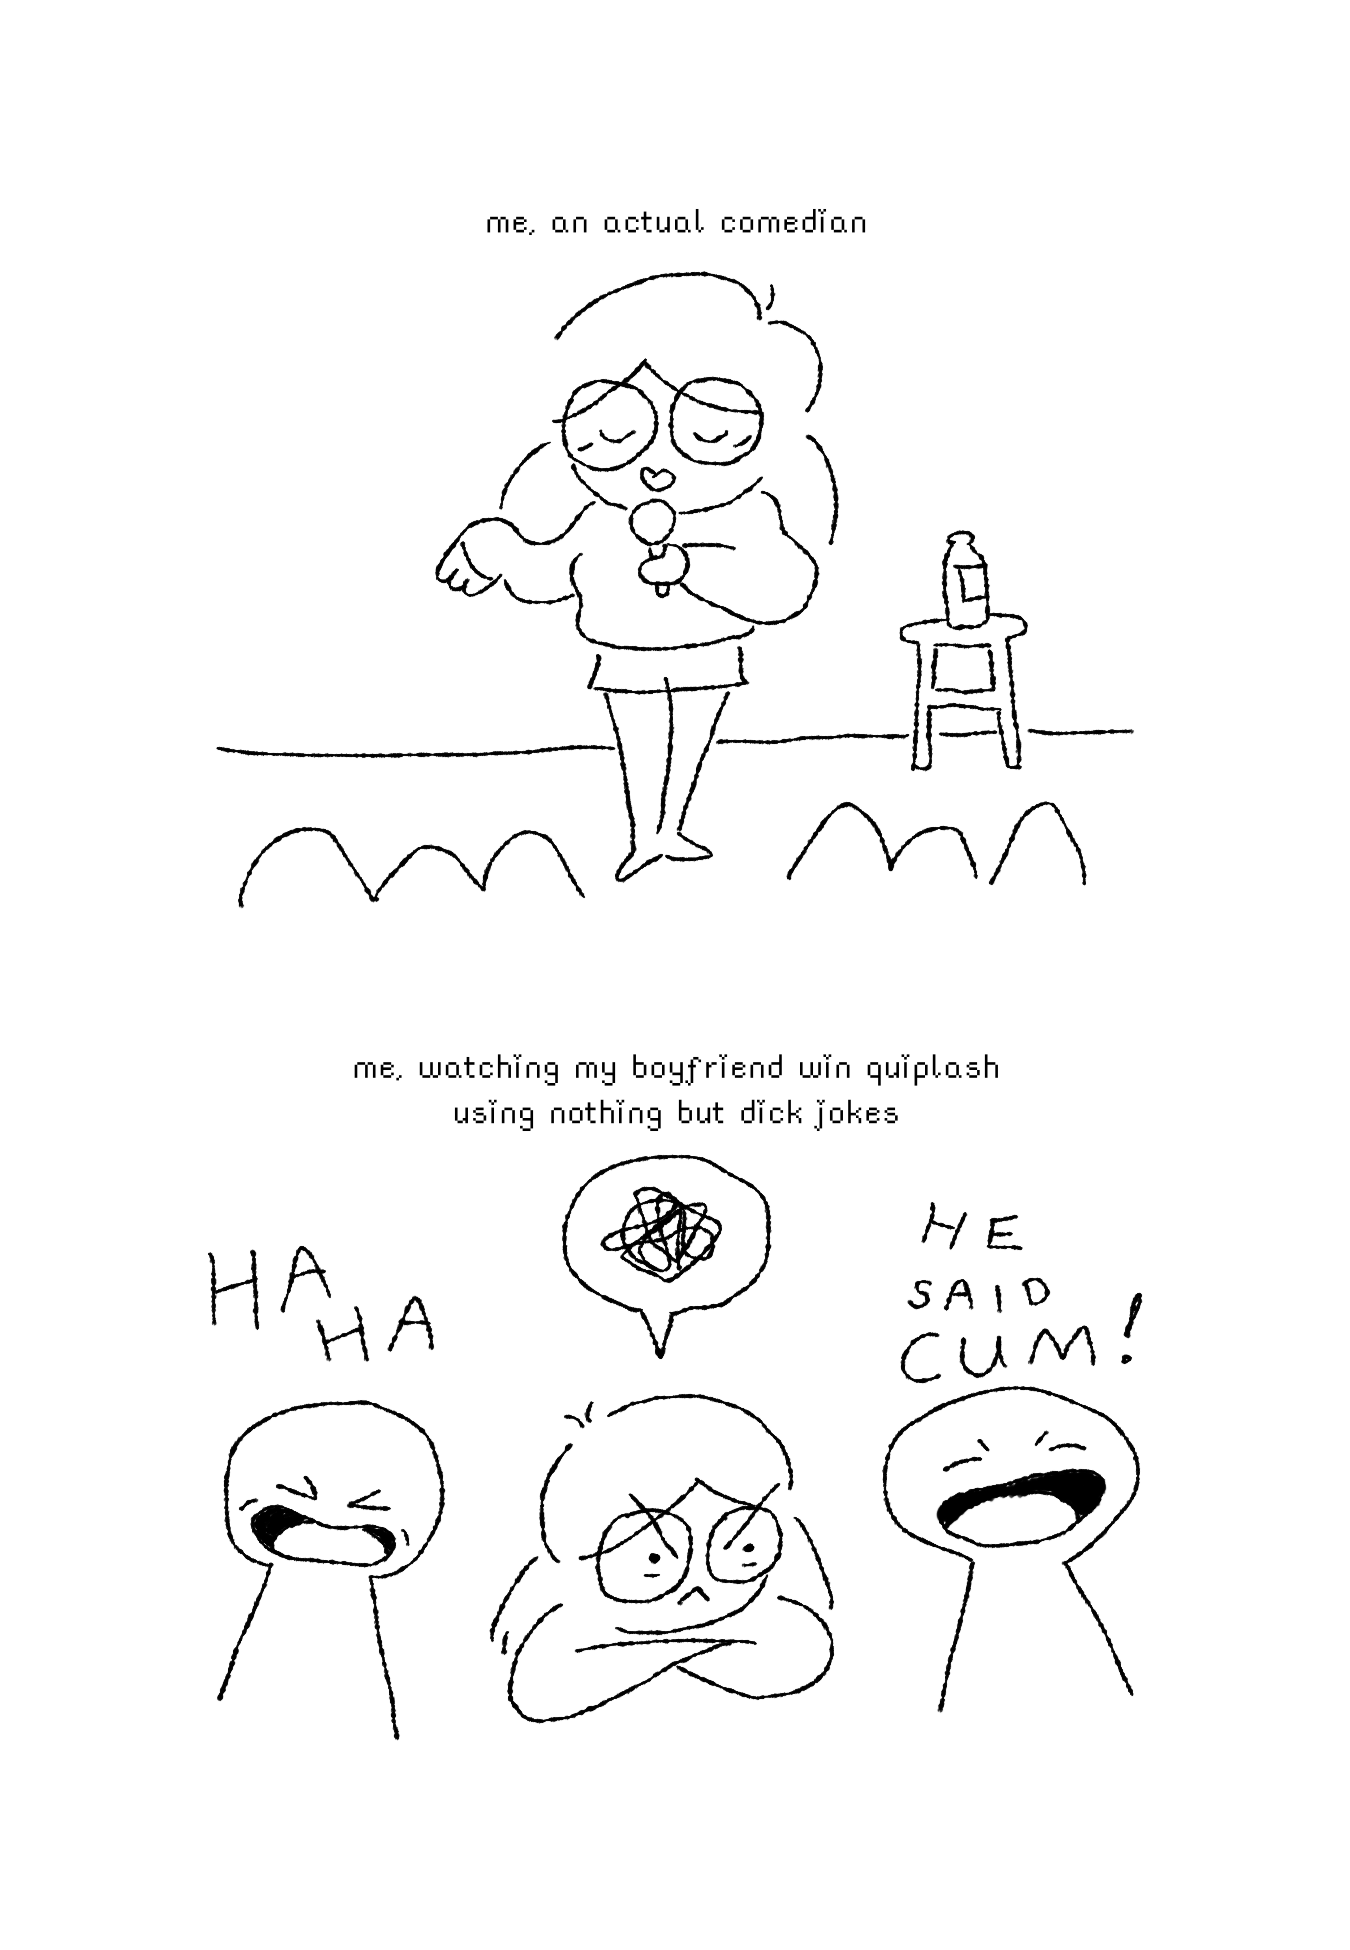 me, an actual comedian
me, watching my boyfriend win quiplash
using nothing but dick jokes
HA
HA
HE
SAID
CUM!